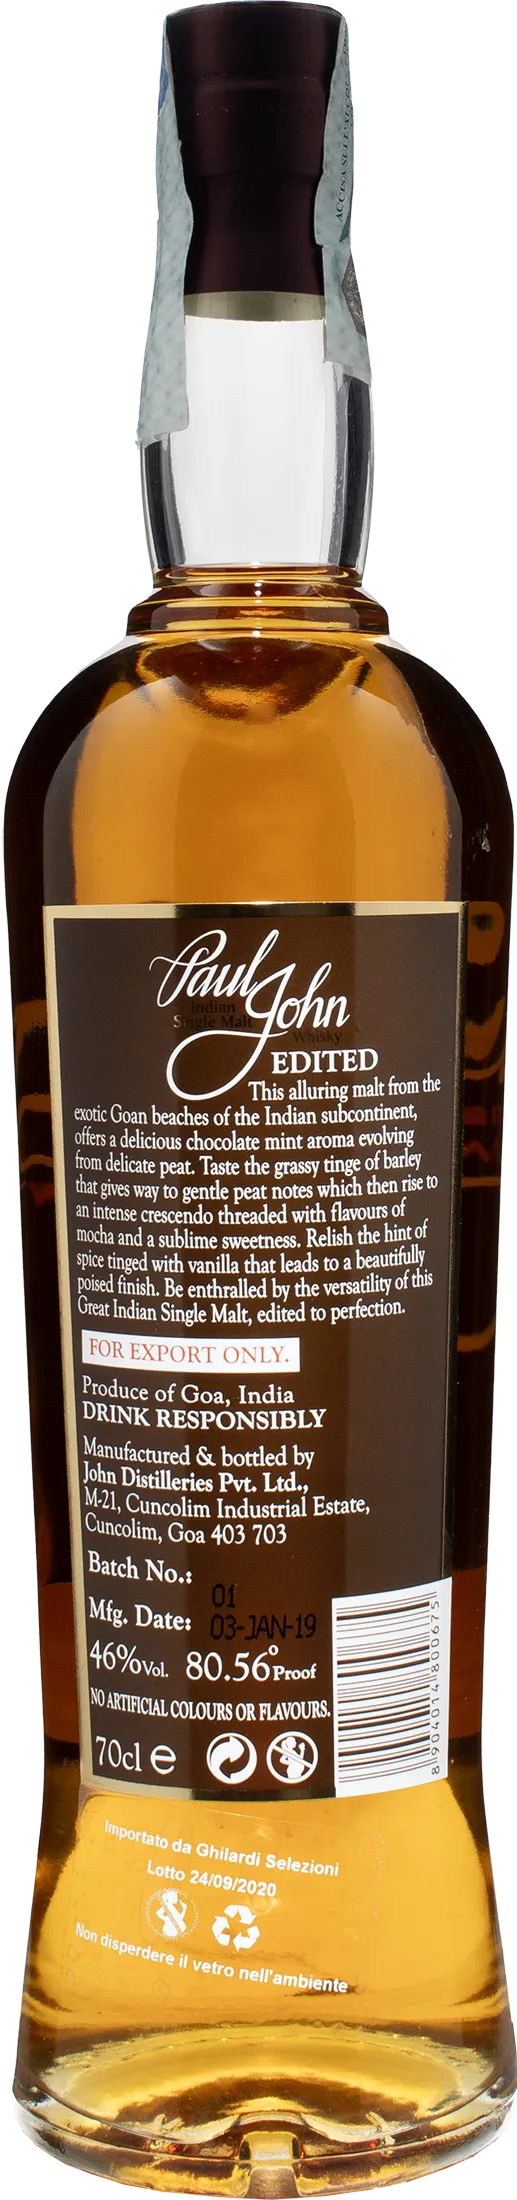 ACCISA SULL'ALCOLE
Paul John
Indian
Single Malt
Whisky
EDITED
This alluring malt from the
exotic Goan beaches of the Indian subcontinent,
offers a delicious chocolate mint aroma evolving
from delicate peat. Taste the grassy tinge of barley
that gives way to gentle peat notes which then rise to
an intense crescendo threaded with flavours of
mocha and a sublime sweetness. Relish the hint of
spice tinged with vanilla that leads to a beautifully
poised finish. Be enthralled by the versatility of this
Great Indian Single Malt, edited to perfection.
FOR EXPORT ONLY.
Produce of Goa, India
DRINK RESPONSIBLY
Manufactured & bottled by
John Distilleries Pvt. Ltd.,
M-21, Cuncolim Industrial Estate,
Cuncolim, Goa 403 703
Batch No.: 01
Mfg. Date: 03-JAN-19
46%Vol. 80.56°Proof
NO ARTIFICIAL COLOURS OR FLAVOURS.
70cl e
8 904014 800675
Importato da Ghilardi Selezioni
Lotto 24/09/2020
Non disperdere il vetro nell'ambiente